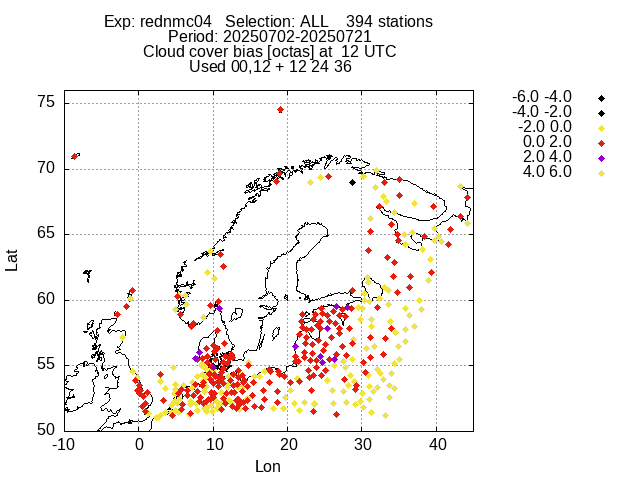 Exp: rednmc04 Selection: ALL 394 stations
Period: 20250702-20250721
Cloud cover bias [octas] at 12 UTC
Used 00,12 + 12 24 36
-6.0 -4.0
-4.0 -2.0
-2.0 0.0
0.0 2.0
2.0 4.0
4.0 6.0
75
70
65
60
55
50
Lat
-10 0 10 20 30 40
Lon